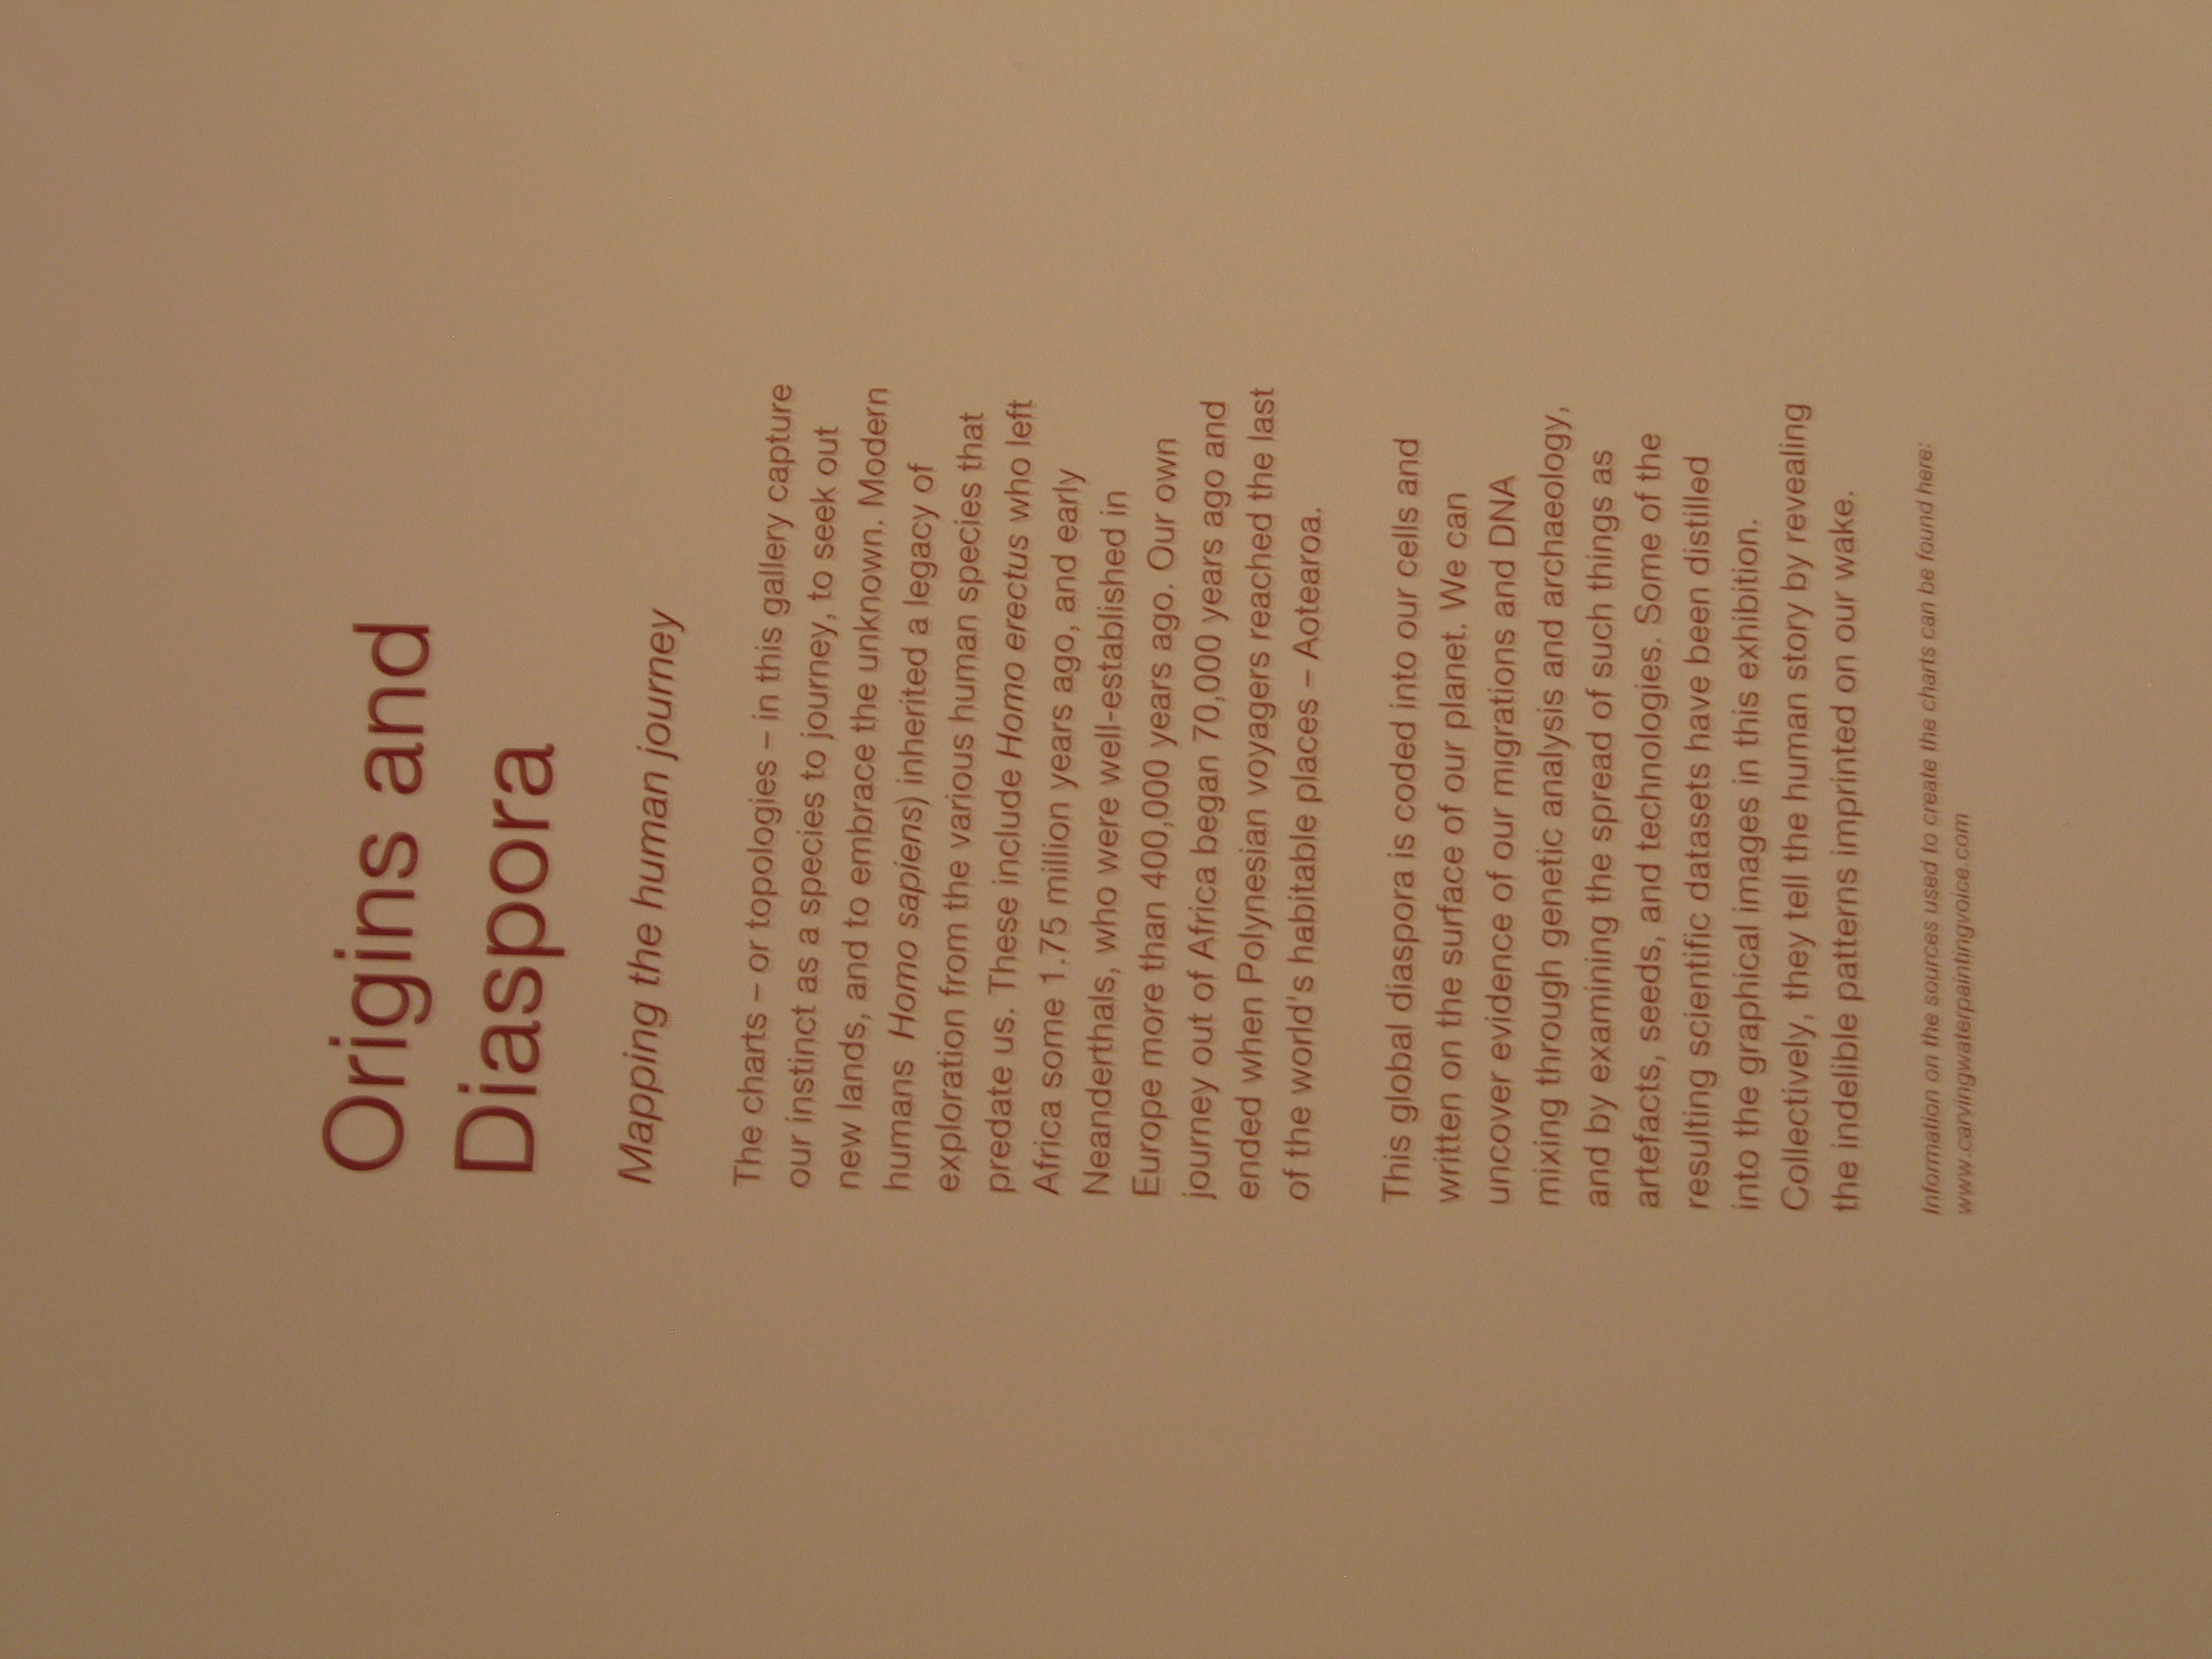 Origins and
Diaspora
Mapping the human journey
The charts – or topologies – in this gallery capture
our instinct as a species to journey, to seek out
new lands, and to embrace the unknown. Modern
humans Homo sapiens) inherited a legacy of
exploration from the various human species that
predate us. These include Homo erectus who left
Africa some 1.75 million years ago, and early
Neanderthals, who were well-established in
Europe more than 400,000 years ago. Our own
journey out of Africa began 70,000 years ago and
ended when Polynesian voyagers reached the last
of the world's habitable places – Aotearoa.
This global diaspora is coded into our cells and
written on the surface of our planet. We can
uncover evidence of our migrations and DNA
mixing through genetic analysis and archaeology,
and by examining the spread of such things as
artefacts, seeds, and technologies. Some of the
resulting scientific datasets have been distilled
into the graphical images in this exhibition.
Collectively, they tell the human story by revealing
the indelible patterns imprinted on our wake.
Information on the sources used to create the charts can be found here:
www.carvingwaterpaintingvoice.com